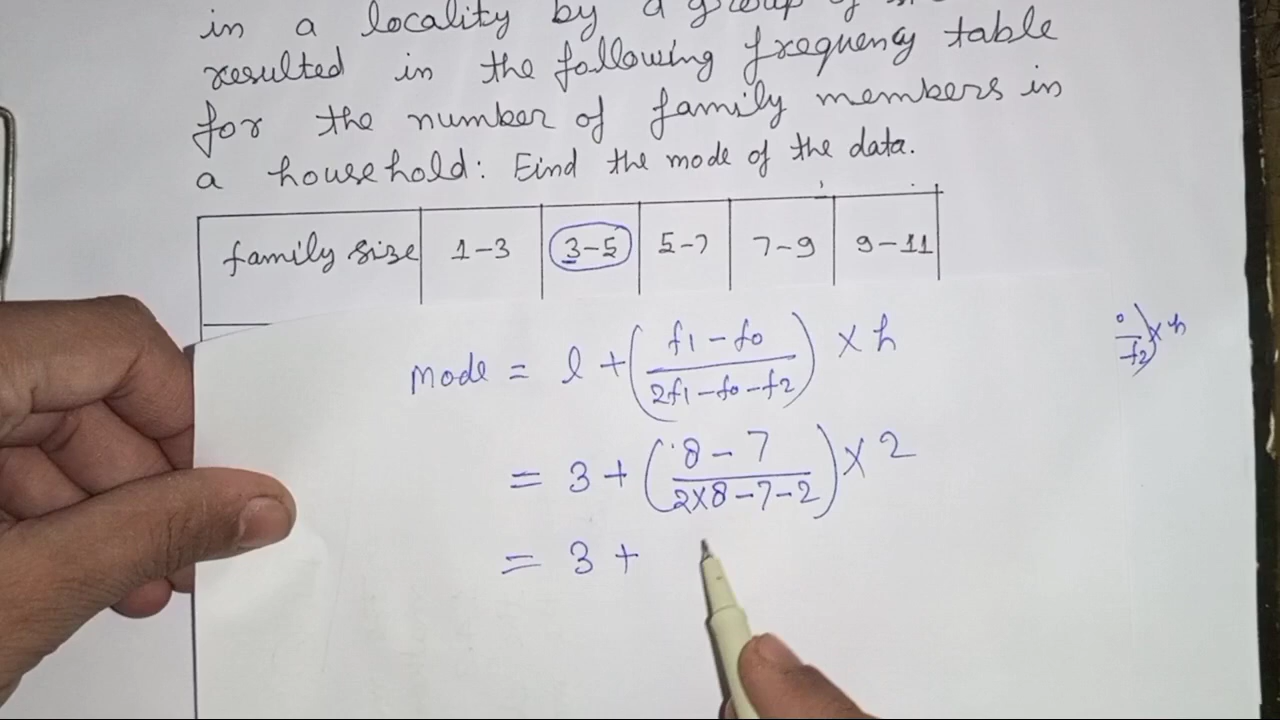 in a locality by a group of
resulted in the following frequency table
for the number of family members in
a household: Find the mode of the data.
family size 1-3 3-5 5-7 7-9 9-11
Mode = l + (f1-f0 / 2f1-f0-f2) × h
f2) × h
= 3 + (8-7 / 2×8-7-2) × 2
= 3 +